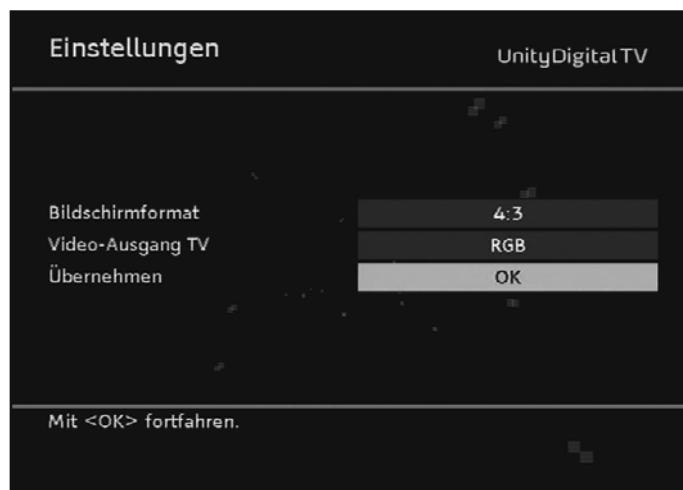 Einstellungen
UnityDigitalTV
Bildschirmformat 4:3
Video-Ausgang TV RGB
Übernehmen OK
Mit <OK> fortfahren.